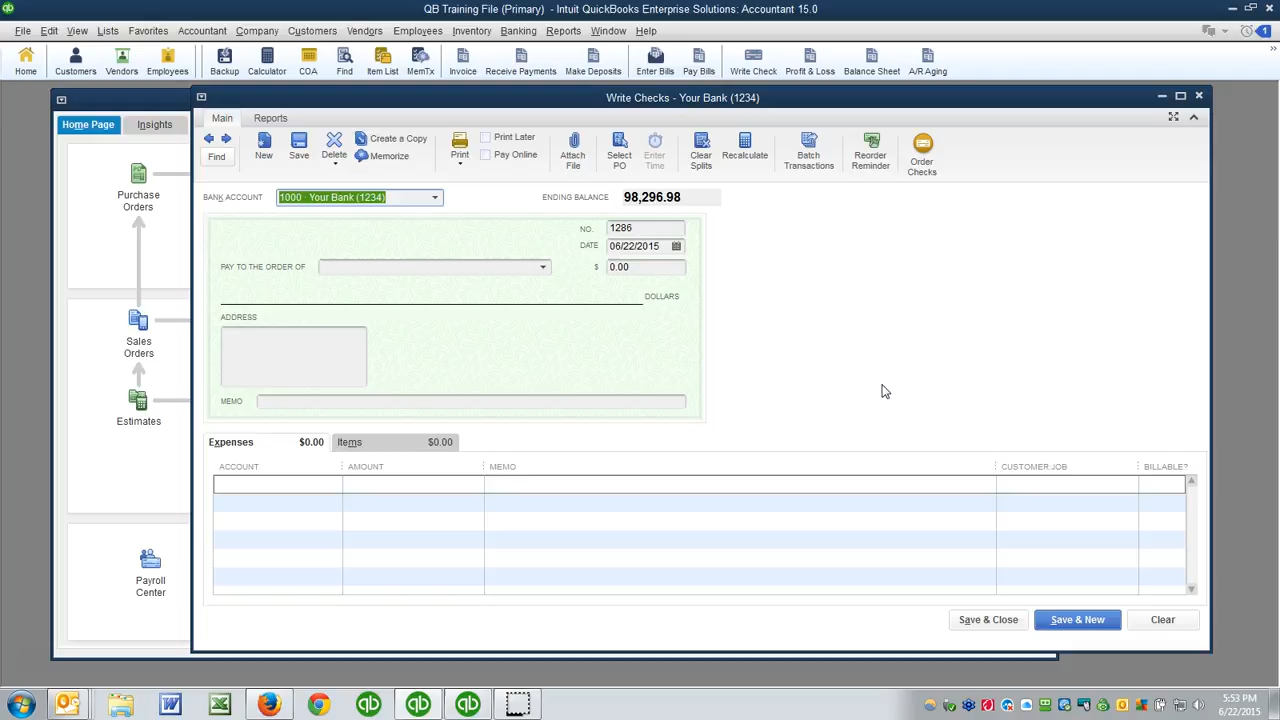 QB Training File (Primary) - Intuit QuickBooks Enterprise Solutions: Accountant 15.0
File Edit View Lists Favorites Accountant Company Customers Vendors Employees Inventory Banking Reports Window Help
1
Home Customers Vendors Employees Backup Calculator COA Find Item List MemTx Invoice Receive Payments Make Deposits Enter Bills Pay Bills Write Check Profit & Loss Balance Sheet A/R Aging
Write Checks - Your Bank (1234)
Home Page Insights
Main Reports
Find
New
Save
Delete
Create a Copy
Memorize
Print
Print Later
Pay Online
Attach
File
Select
PO
Enter
Time
Clear
Splits
Recalculate
Batch
Transactions
Reorder
Reminder
Order
Checks
Purchase
Orders
Sales
Orders
Estimates
Payroll
Center
BANK ACCOUNT 1000 · Your Bank (1234) ENDING BALANCE 98,296.98
NO. 1286
DATE 06/22/2015
PAY TO THE ORDER OF $ 0.00
DOLLARS
ADDRESS
MEMO
Expenses $0.00 Items $0.00
ACCOUNT AMOUNT MEMO CUSTOMER:JOB BILLABLE?
Save & Close Save & New Clear
5:53 PM
6/22/2015